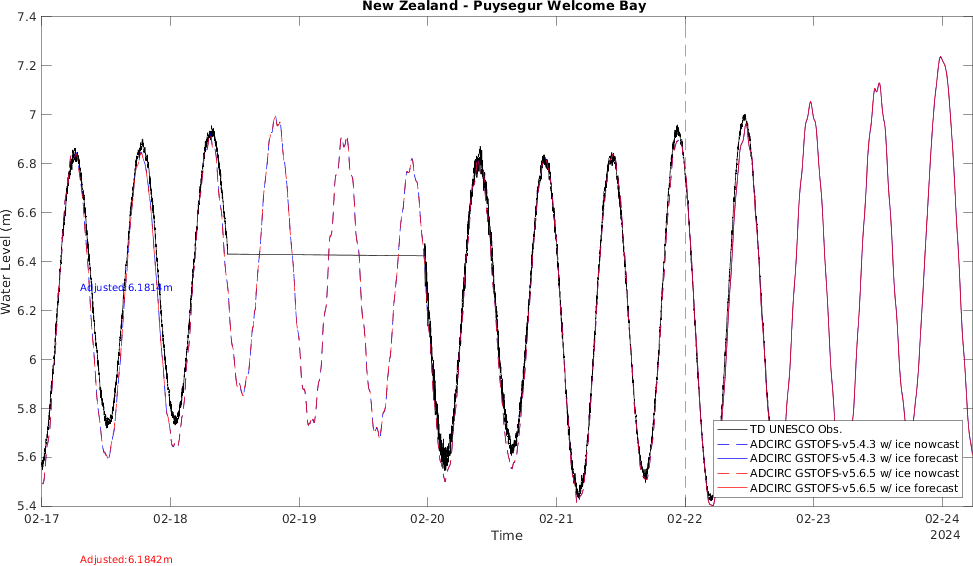 New Zealand - Puysegur Welcome Bay
7.4
7.2
7
6.8
6.6
6.4
6.2
6
5.8
5.6
5.4
Water Level (m)
Adjusted:6.1814m
TD UNESCO Obs.
ADCIRC GSTOFS-v5.4.3 w/ ice nowcast
ADCIRC GSTOFS-v5.4.3 w/ ice forecast
ADCIRC GSTOFS-v5.6.5 w/ ice nowcast
ADCIRC GSTOFS-v5.6.5 w/ ice forecast
02-17 02-18 02-19 02-20 02-21 02-22 02-23 02-24
Time 2024
Adjusted:6.1842m